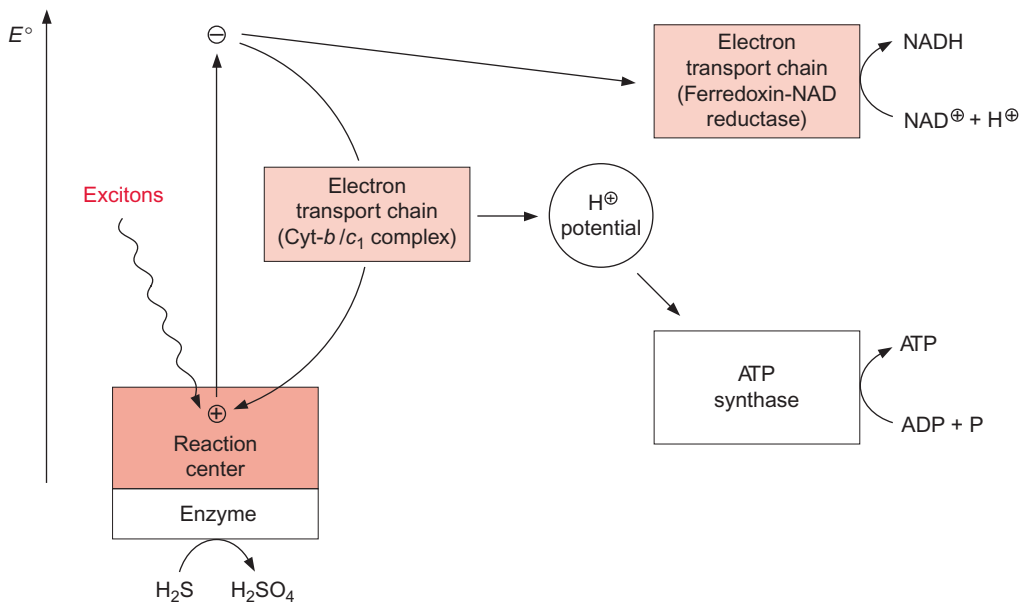 E°
⊖
Electron
transport chain
(Ferredoxin-NAD
reductase)
NADH
NAD⊕ + H⊕
Excitons
Electron
transport chain
(Cyt-b/c₁ complex)
H⊕
potential
ATP
synthase
ATP
ADP + P
⊕
Reaction
center
Enzyme
H₂S
H₂SO₄